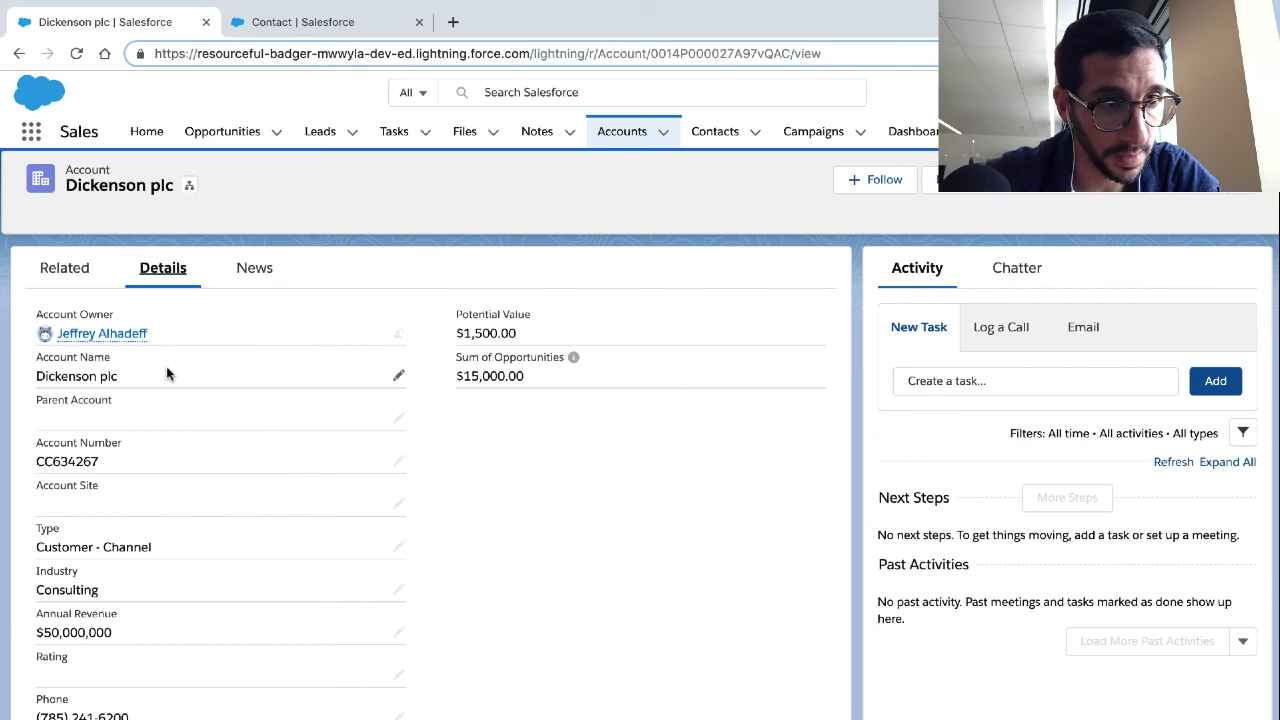 Dickenson plc | Salesforce
Contact | Salesforce
https://resourceful-badger-mwwyla-dev-ed.lightning.force.com/lightning/r/Account/0014P000027A97vQAC/view
All
Search Salesforce
Sales
Home
Opportunities
Leads
Tasks
Files
Notes
Accounts
Contacts
Campaigns
Dashboa
Account
Dickenson plc
+ Follow
Related
Details
News
Account Owner
Jeffrey Alhadeff
Account Name
Dickenson plc
Parent Account
Account Number
CC634267
Account Site
Type
Customer - Channel
Industry
Consulting
Annual Revenue
$50,000,000
Rating
Phone
(785) 241-6200
Potential Value
$1,500.00
Sum of Opportunities
$15,000.00
Activity
Chatter
New Task
Log a Call
Email
Create a task...
Add
Filters: All time • All activities • All types
Refresh
Expand All
Next Steps
More Steps
No next steps. To get things moving, add a task or set up a meeting.
Past Activities
No past activity. Past meetings and tasks marked as done show up
here.
Load More Past Activities